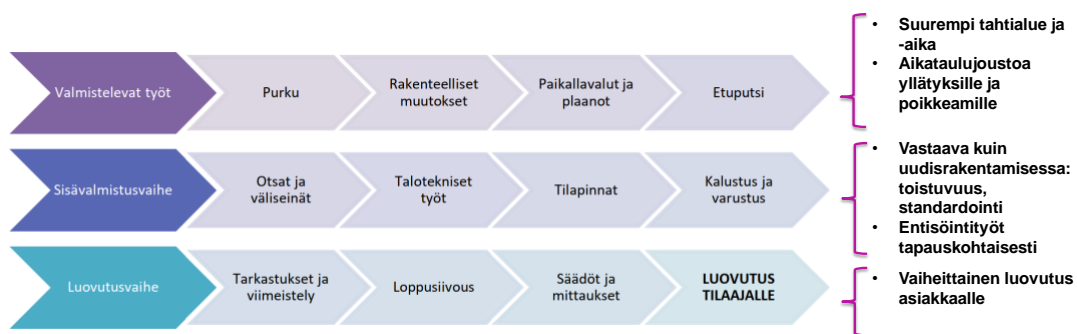 Valmistelevat työt
Purku
Rakenteelliset
muutokset
Paikallavalut ja
plaanot
Etuputsi
• Suurempi tahtialue ja
-aika
• Aikataulujoustoa
yllätyksille ja
poikkeamille
Sisävalmistusvaihe
Otsat ja
väliseinät
Talotekniset
työt
Tilapinnat
Kalustus ja
varustus
• Vastaava kuin
uudisrakentamisessa:
toistuvuus,
standardointi
• Entisöintityöt
tapauskohtaisesti
Luovutusvaihe
Tarkastukset ja
viimeistely
Loppusiivous
Säädöt ja
mittaukset
LUOVUTUS
TILAAJALLE
• Vaiheittainen luovutus
asiakkaalle